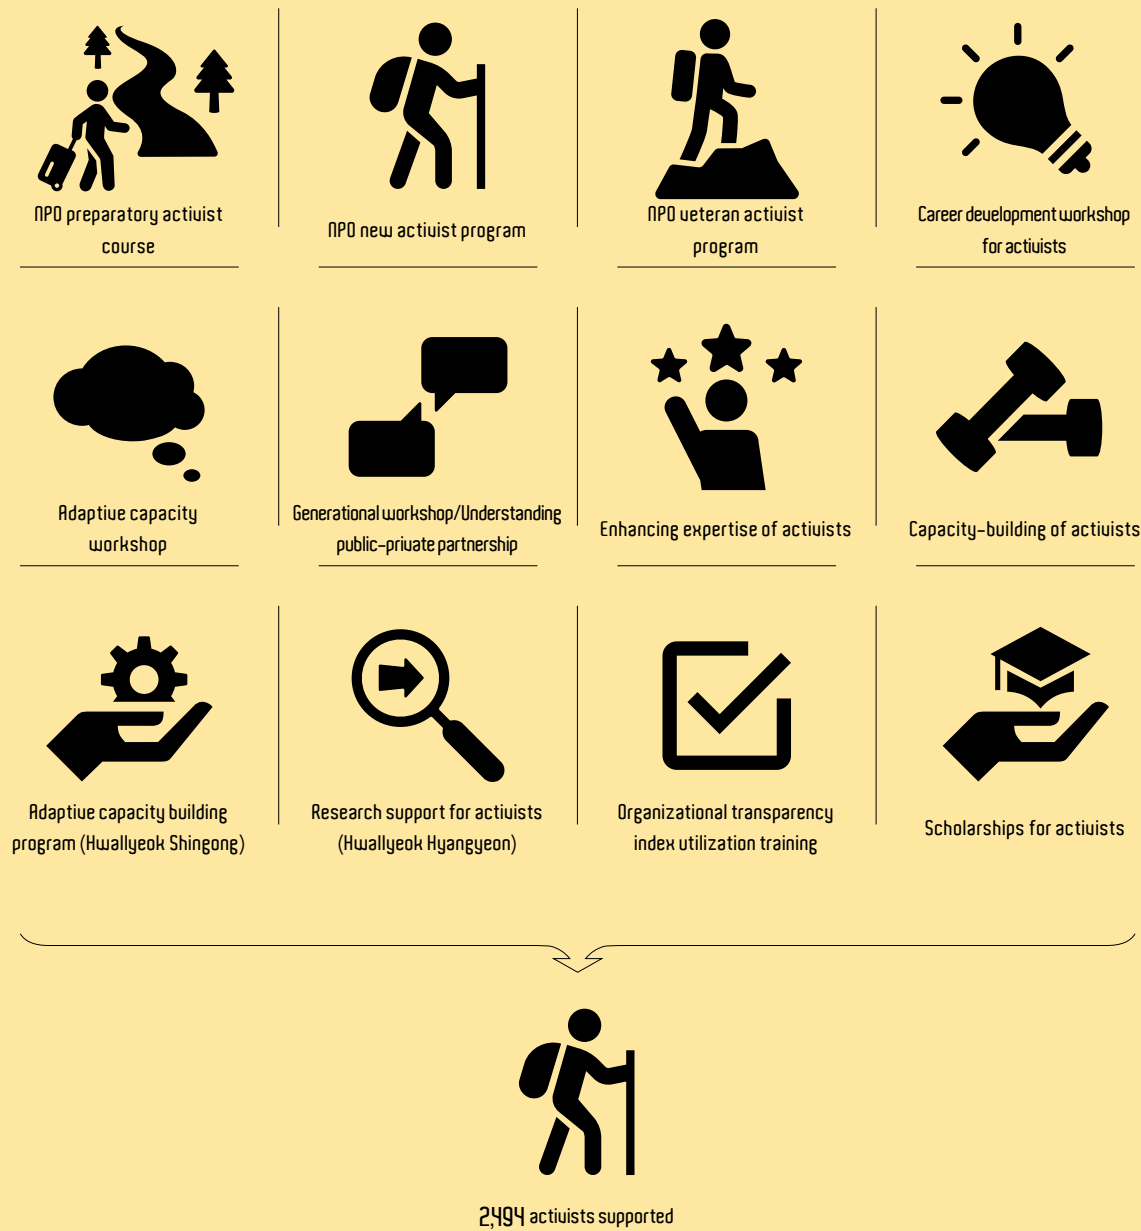 NPO preparatory activist
course
NPO new activist program
NPO veteran activist
program
Career development workshop
for activists
Adaptive capacity
workshop
Generational workshop/Understanding
public-private partnership
Enhancing expertise of activists
Capacity-building of activists
Adaptive capacity building
program (Hwallyeok Shingong)
Research support for activists
(Hwallyeok Hyangyeon)
Organizational transparency
index utilization training
Scholarships for activists
2,494 activists supported